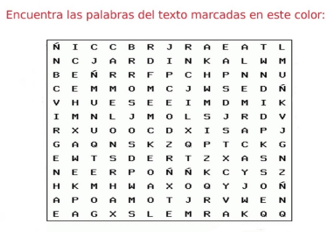 Encuentra las palabras del texto marcadas en este color:
Ñ I C C B R J R A E A T L
N C J A R D I N K A L W M
B E Ñ R R F P C H P N N U
C E M M O M C J W S E D Ñ
V H U E S E E I M D M I K
I M N L J M O L S J R D V
R X U O O C D X I S A P J
G A Q N S K Z Q P T C K G
E W T S D E R T Z X A S N
N E E R P O Ñ Ñ K C Y S Z
H K M H W A X O Q Y J O Ñ
A P O A M O T J R V W E N
E A G X S L E M R A K Q Q